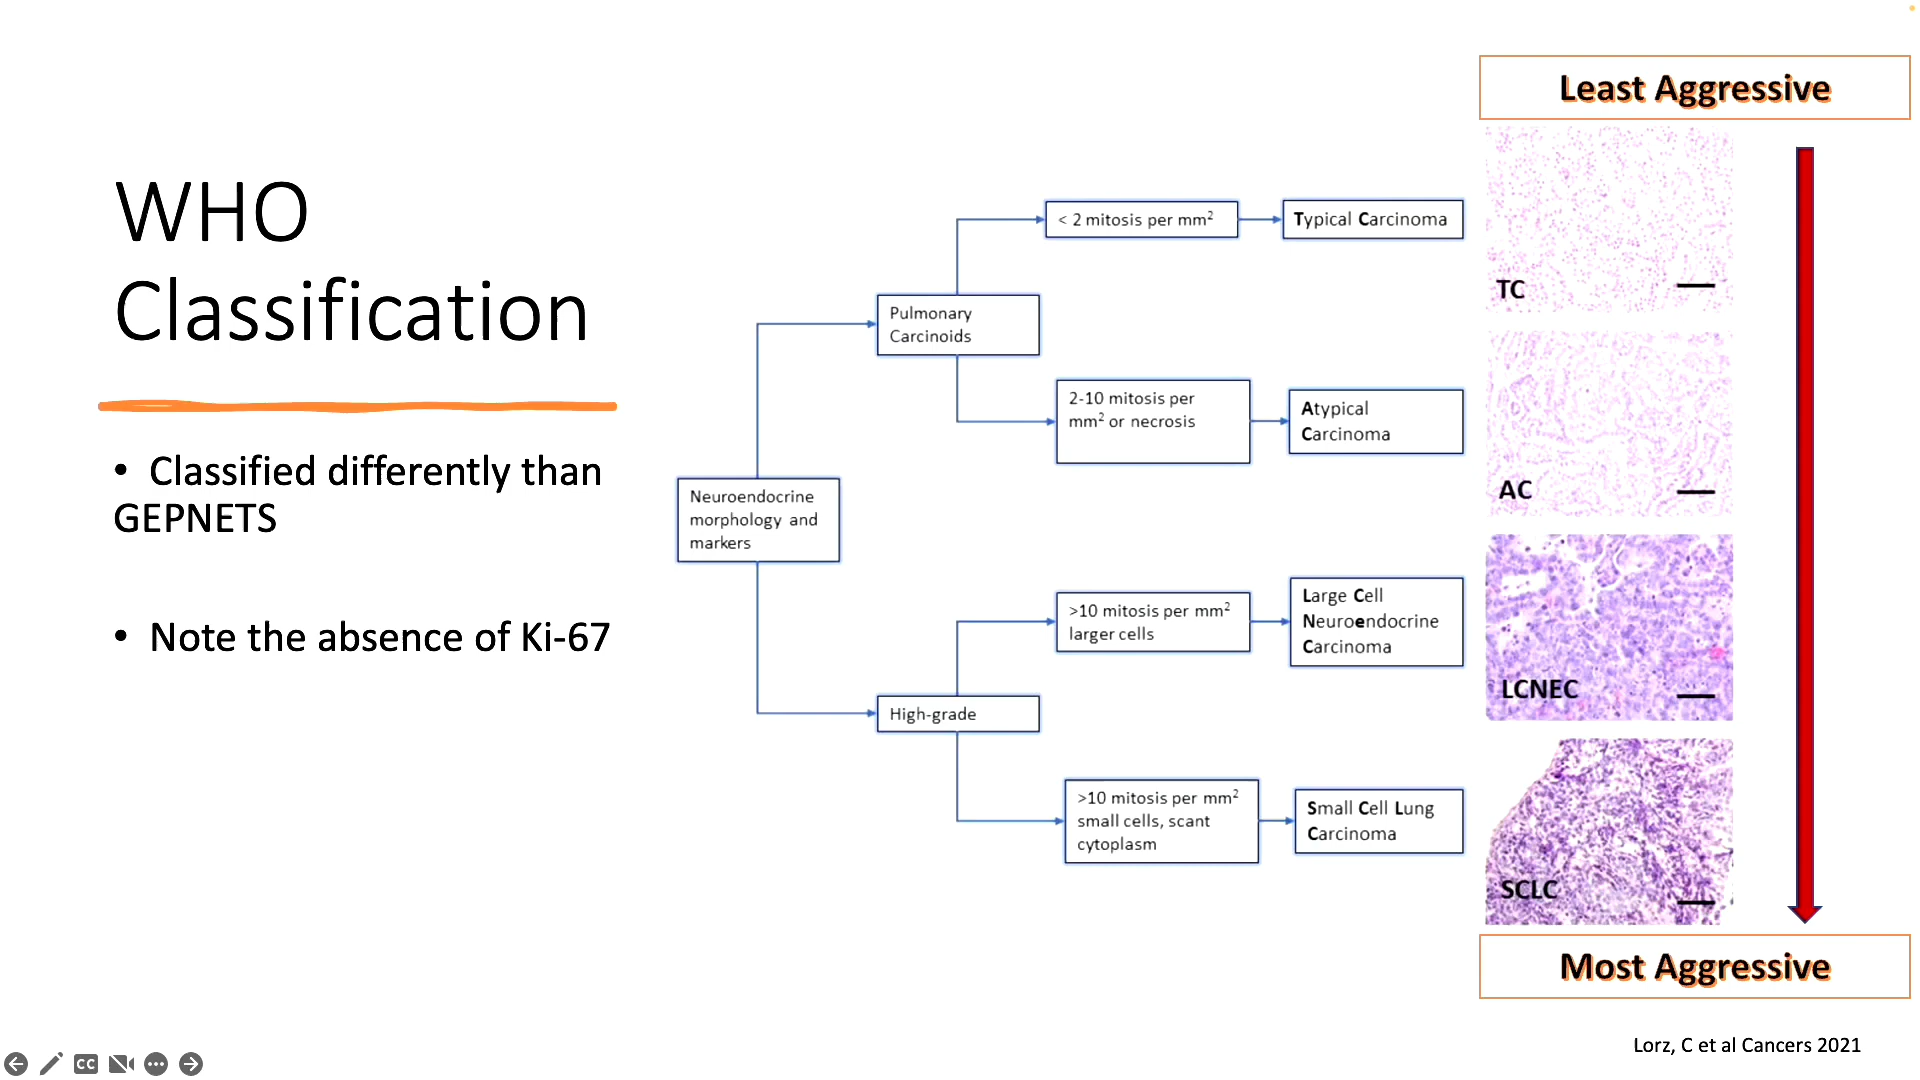 WHO
Classification
• Classified differently than
GEPNETS
• Note the absence of Ki-67
Neuroendocrine
morphology and
markers
Pulmonary
Carcinoids
< 2 mitosis per mm²
Typical Carcinoma
2-10 mitosis per
mm² or necrosis
Atypical
Carcinoma
High-grade
>10 mitosis per mm²
larger cells
Large Cell
Neuroendocrine
Carcinoma
>10 mitosis per mm²
small cells, scant
cytoplasm
Small Cell Lung
Carcinoma
Least Aggressive
TC
AC
LCNEC
SCLC
Most Aggressive
Lorz, C et al Cancers 2021
CC